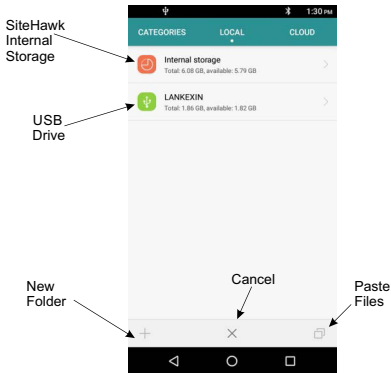 SiteHawk
Internal
Storage
1:30 PM
CATEGORIES LOCAL CLOUD
Internal storage
Total: 6.08 GB, available: 5.79 GB
USB
Drive
LANKEXIN
Total: 1.86 GB, available: 1.82 GB
New
Folder
Cancel
Paste
Files